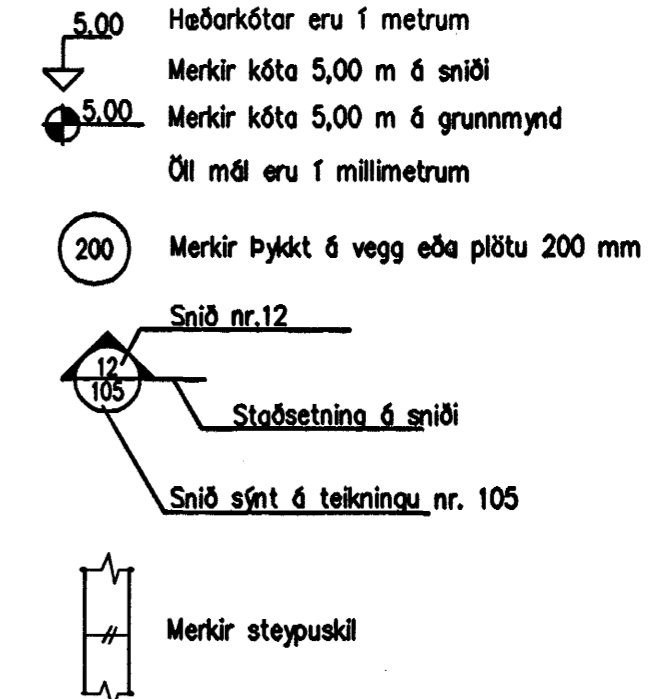 5.00 Hæðarkótar eru í metrum
Merkir kóta 5,00 m á sniði
5.00 Merkir kóta 5,00 m á grunnmynd
Öll mál eru í millimetrum
200 Merkir Þykkt á vegg eða plötu 200 mm
Snið nr.12
12
105
Staðsetning á sniði
Snið sýnt á teikningu nr. 105
Merkir steypuskil